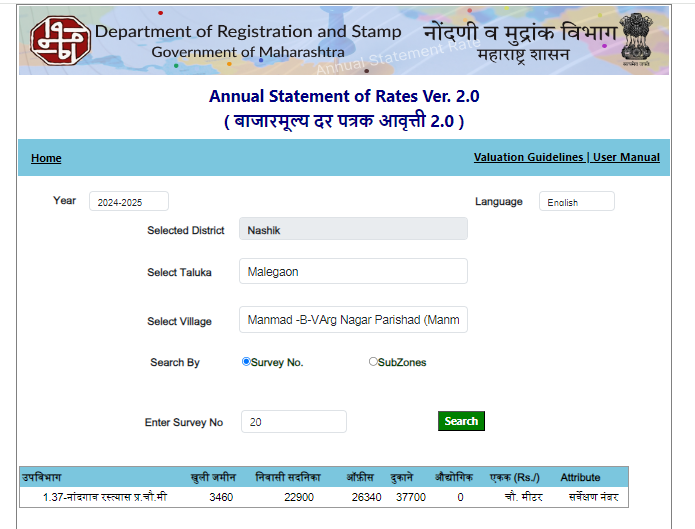 Department of Registration and Stamp
Government of Maharashtra
नोंदणी व मुद्रांक विभाग
महाराष्ट्र शासन
Annual Statement Rate
Annual Statement of Rates Ver. 2.0
( बाजारमूल्य दर पत्रक आवृत्ती 2.0 )
Home Valuation Guidelines | User Manual
Year 2024-2025 Language English
Selected District Nashik
Select Taluka Malegaon
Select Village Manmad -B-VArg Nagar Parishad (Manm
Search By Survey No. SubZones
Enter Survey No 20 Search
उपविभाग खुली जमीन निवासी सदनिका ऑफ़ीस दुकाने औद्योगिक एकक (Rs./) Attribute
1.37-नांदगाव रस्त्यास प्र.चौ.मी 3460 22900 26340 37700 0 चौ. मीटर सर्वेक्षण नंबर